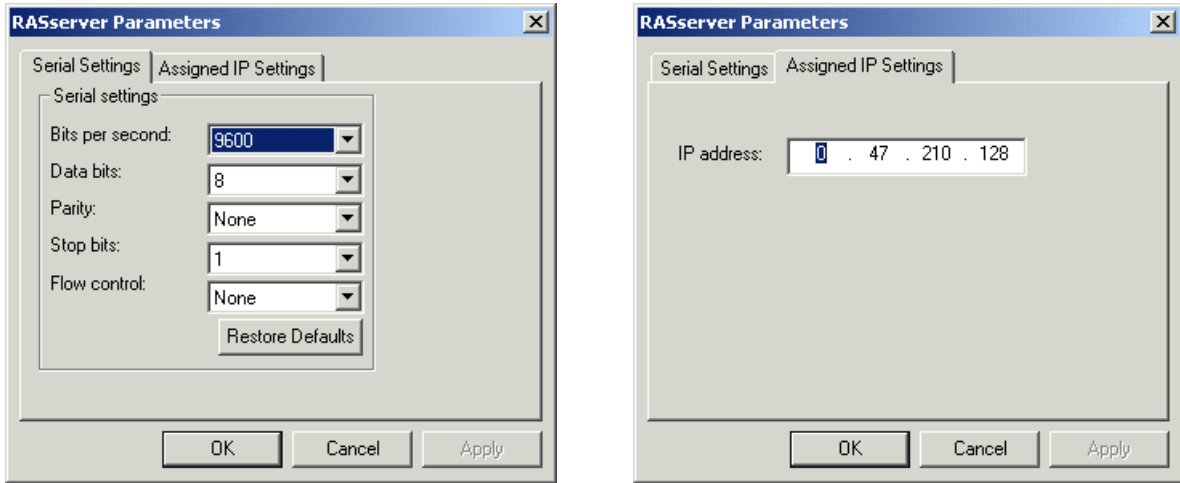 RASserver Parameters
Serial Settings Assigned IP Settings
Serial settings
Bits per second: 9600
Data bits: 8
Parity: None
Stop bits: 1
Flow control: None
Restore Defaults
OK Cancel Apply
RASserver Parameters
Serial Settings Assigned IP Settings
IP address: 0 . 47 . 210 . 128
OK Cancel Apply